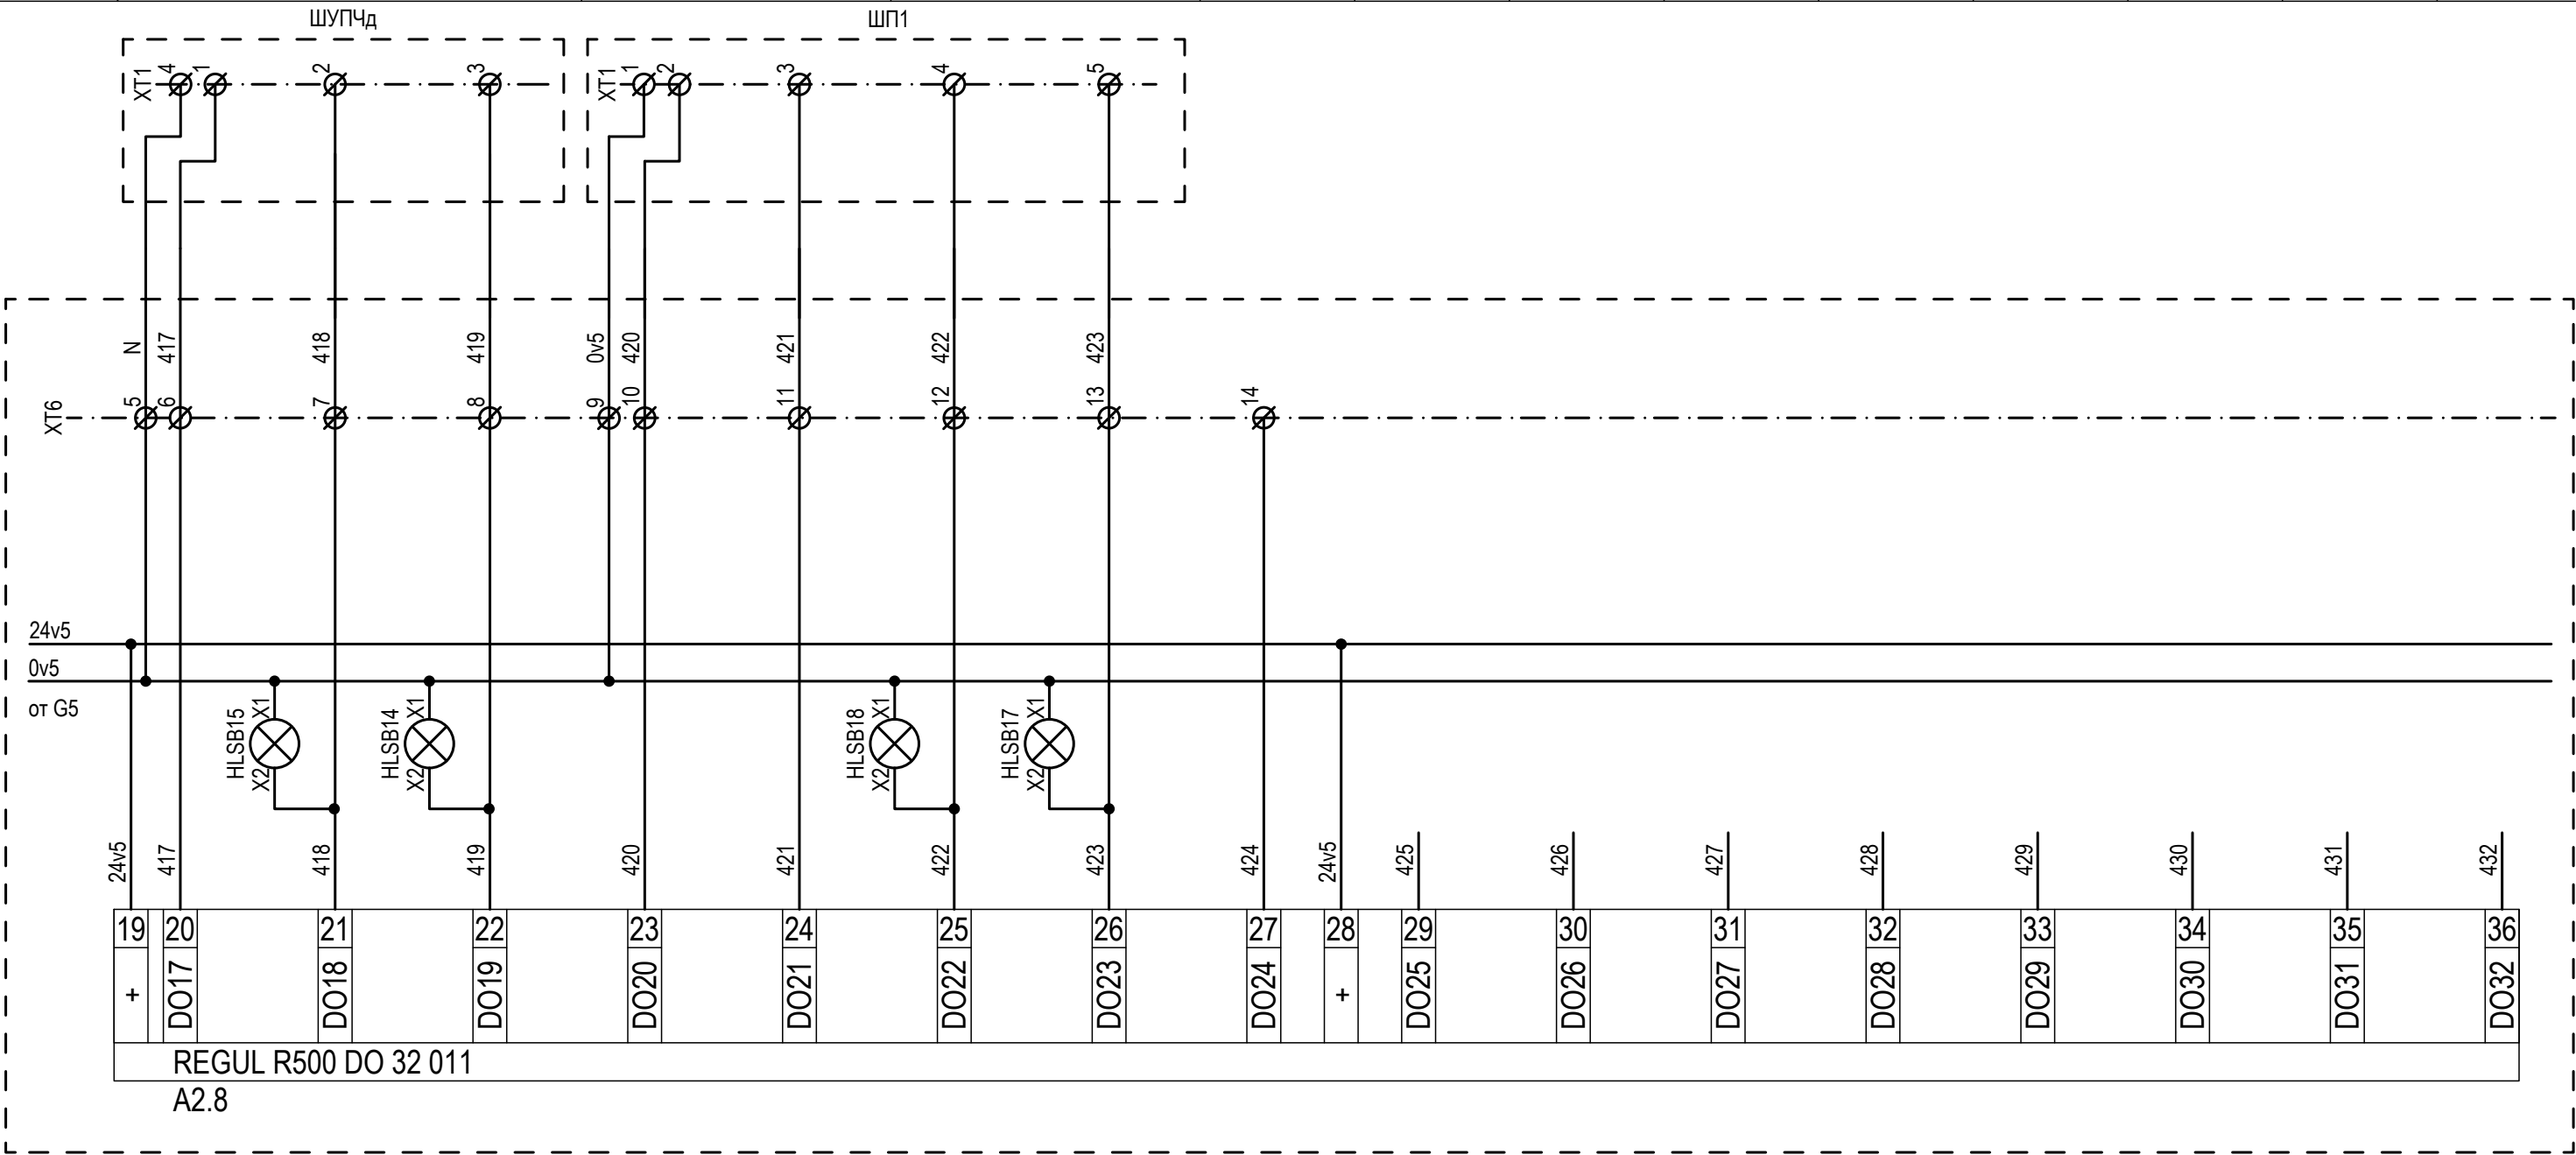 ШУПЧд ШП1
XT1 4 1 2 3 XT1 1 2 3 4 5
N 417 418 419 0v5 420 421 422 423
XT6 5 6 7 8 9 10 11 12 13 14
24v5
0v5
от G5
HLSB15 X1 X2 HLSB14 X1 X2 HLSB18 X1 X2 HLSB17 X1 X2
24v5 417 418 419 420 421 422 423 424 24v5 425 426 427 428 429 430 431 432
19 20 21 22 23 24 25 26 27 28 29 30 31 32 33 34 35 36
+ DO17 DO18 DO19 DO20 DO21 DO22 DO23 DO24 + DO25 DO26 DO27 DO28 DO29 DO30 DO31 DO32
REGUL R500 DO 32 011
A2.8